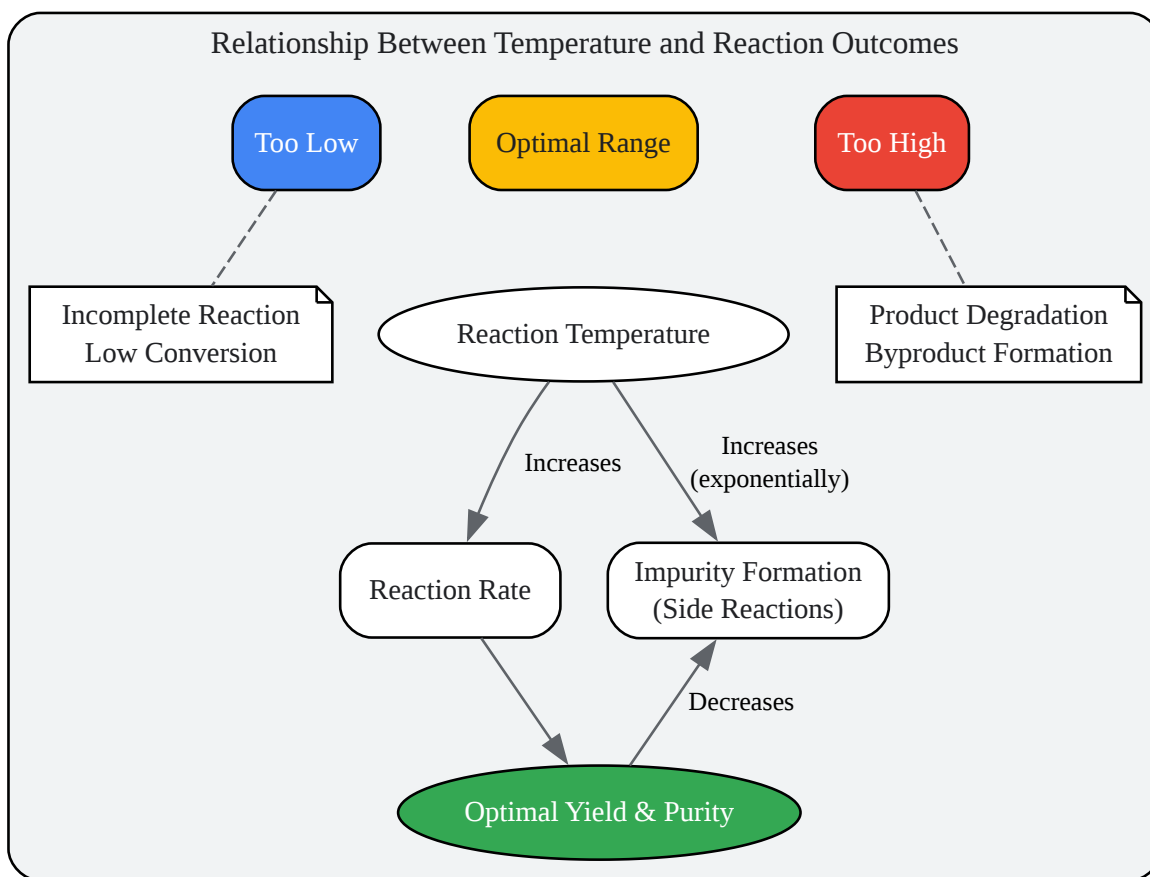 Relationship Between Temperature and Reaction Outcomes
Too Low
Optimal Range
Too High
Incomplete Reaction
Low Conversion
Reaction Temperature
Product Degradation
Byproduct Formation
Increases
Increases
(exponentially)
Reaction Rate
Impurity Formation
(Side Reactions)
Decreases
Optimal Yield & Purity